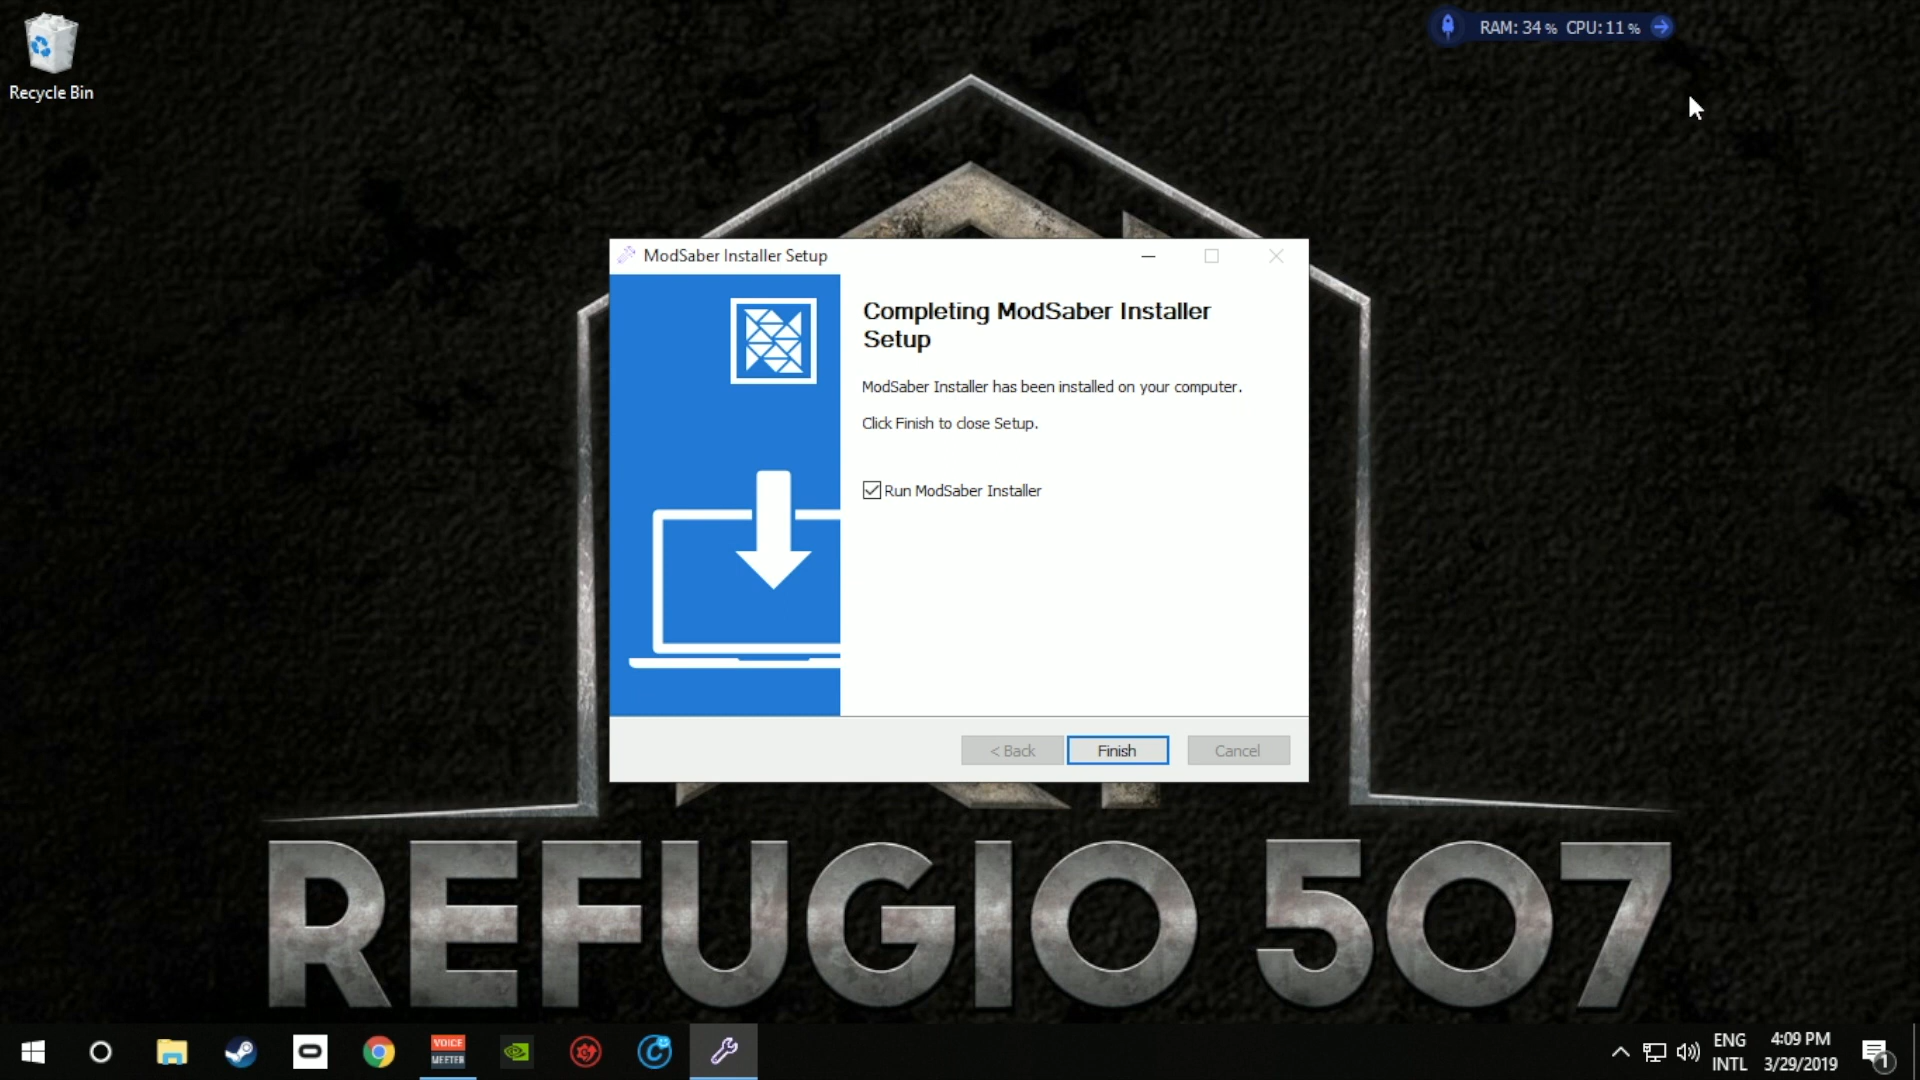 Recycle Bin
RAM: 34 % CPU: 11 %
ModSaber Installer Setup
Completing ModSaber Installer
Setup
ModSaber Installer has been installed on your computer.
Click Finish to close Setup.
Run ModSaber Installer
< Back
Finish
Cancel
REFUGIO 507
VOICE
MEETER
ENG
INTL
4:09 PM
3/29/2019
1